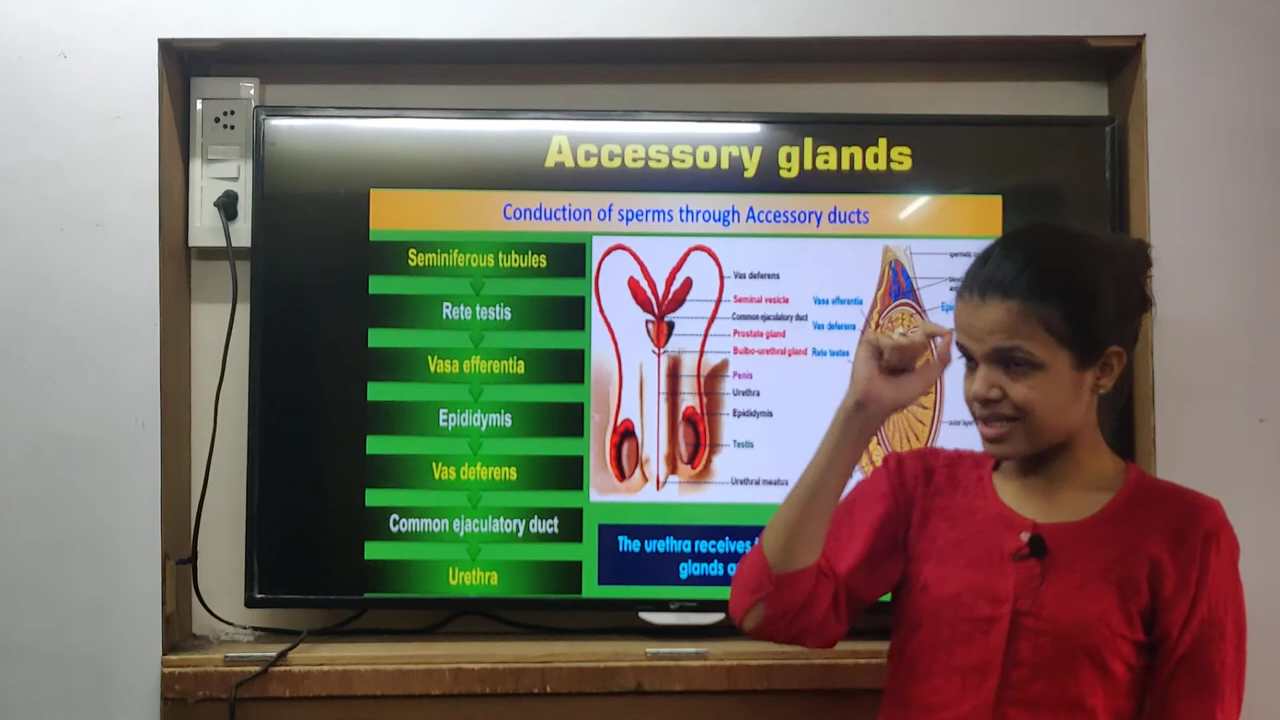 Accessory glands
Conduction of sperms through Accessory ducts
Seminiferous tubules
Rete testis
Vasa efferentia
Epididymis
Vas deferens
Common ejaculatory duct
Urethra
Vas deferens
Seminal vesicle
Common ejaculatory duct
Prostate gland
Bulbo-urethral gland
Penis
Urethra
Epididymis
Testis
Urethral meatus
Vasa efferentia
Vas deferens
Rete testes
The urethra receives
glands